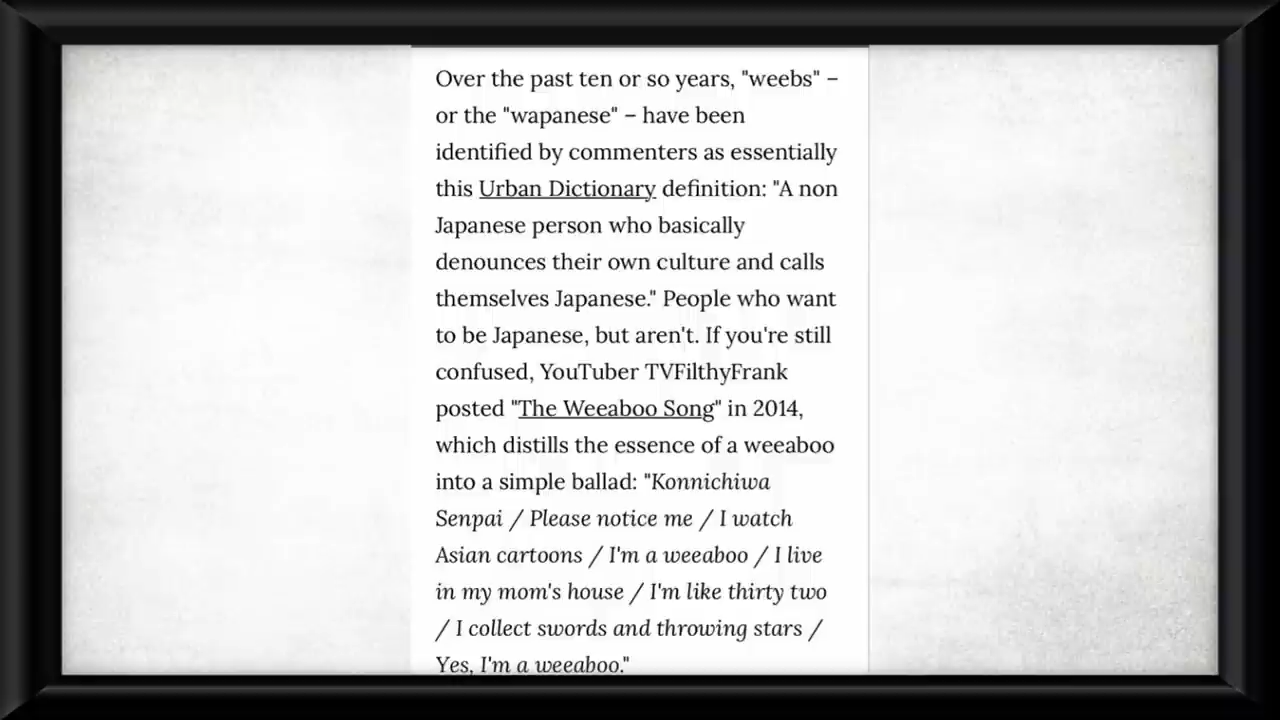 Over the past ten or so years, "weebs" –
or the "wapanese" – have been
identified by commenters as essentially
this Urban Dictionary definition: "A non
Japanese person who basically
denounces their own culture and calls
themselves Japanese." People who want
to be Japanese, but aren't. If you're still
confused, YouTuber TVFilthyFrank
posted "The Weeaboo Song" in 2014,
which distills the essence of a weeaboo
into a simple ballad: "Konnichiwa
Senpai / Please notice me / I watch
Asian cartoons / I'm a weeaboo / I live
in my mom's house / I'm like thirty two
/ I collect swords and throwing stars /
Yes, I'm a weeaboo."